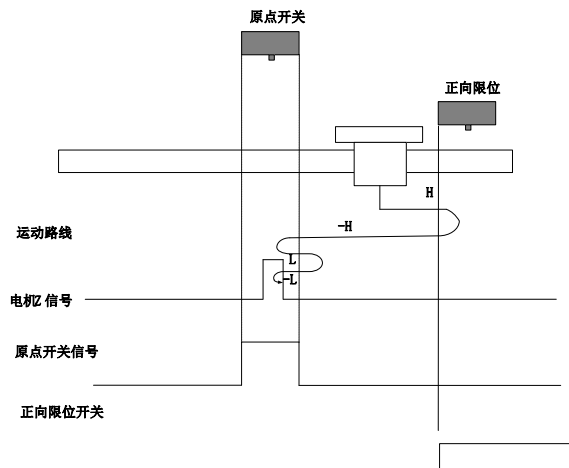 原点开关
正向限位
H
运动路线
-H
L
-L
电机Z 信号
原点开关信号
正向限位开关